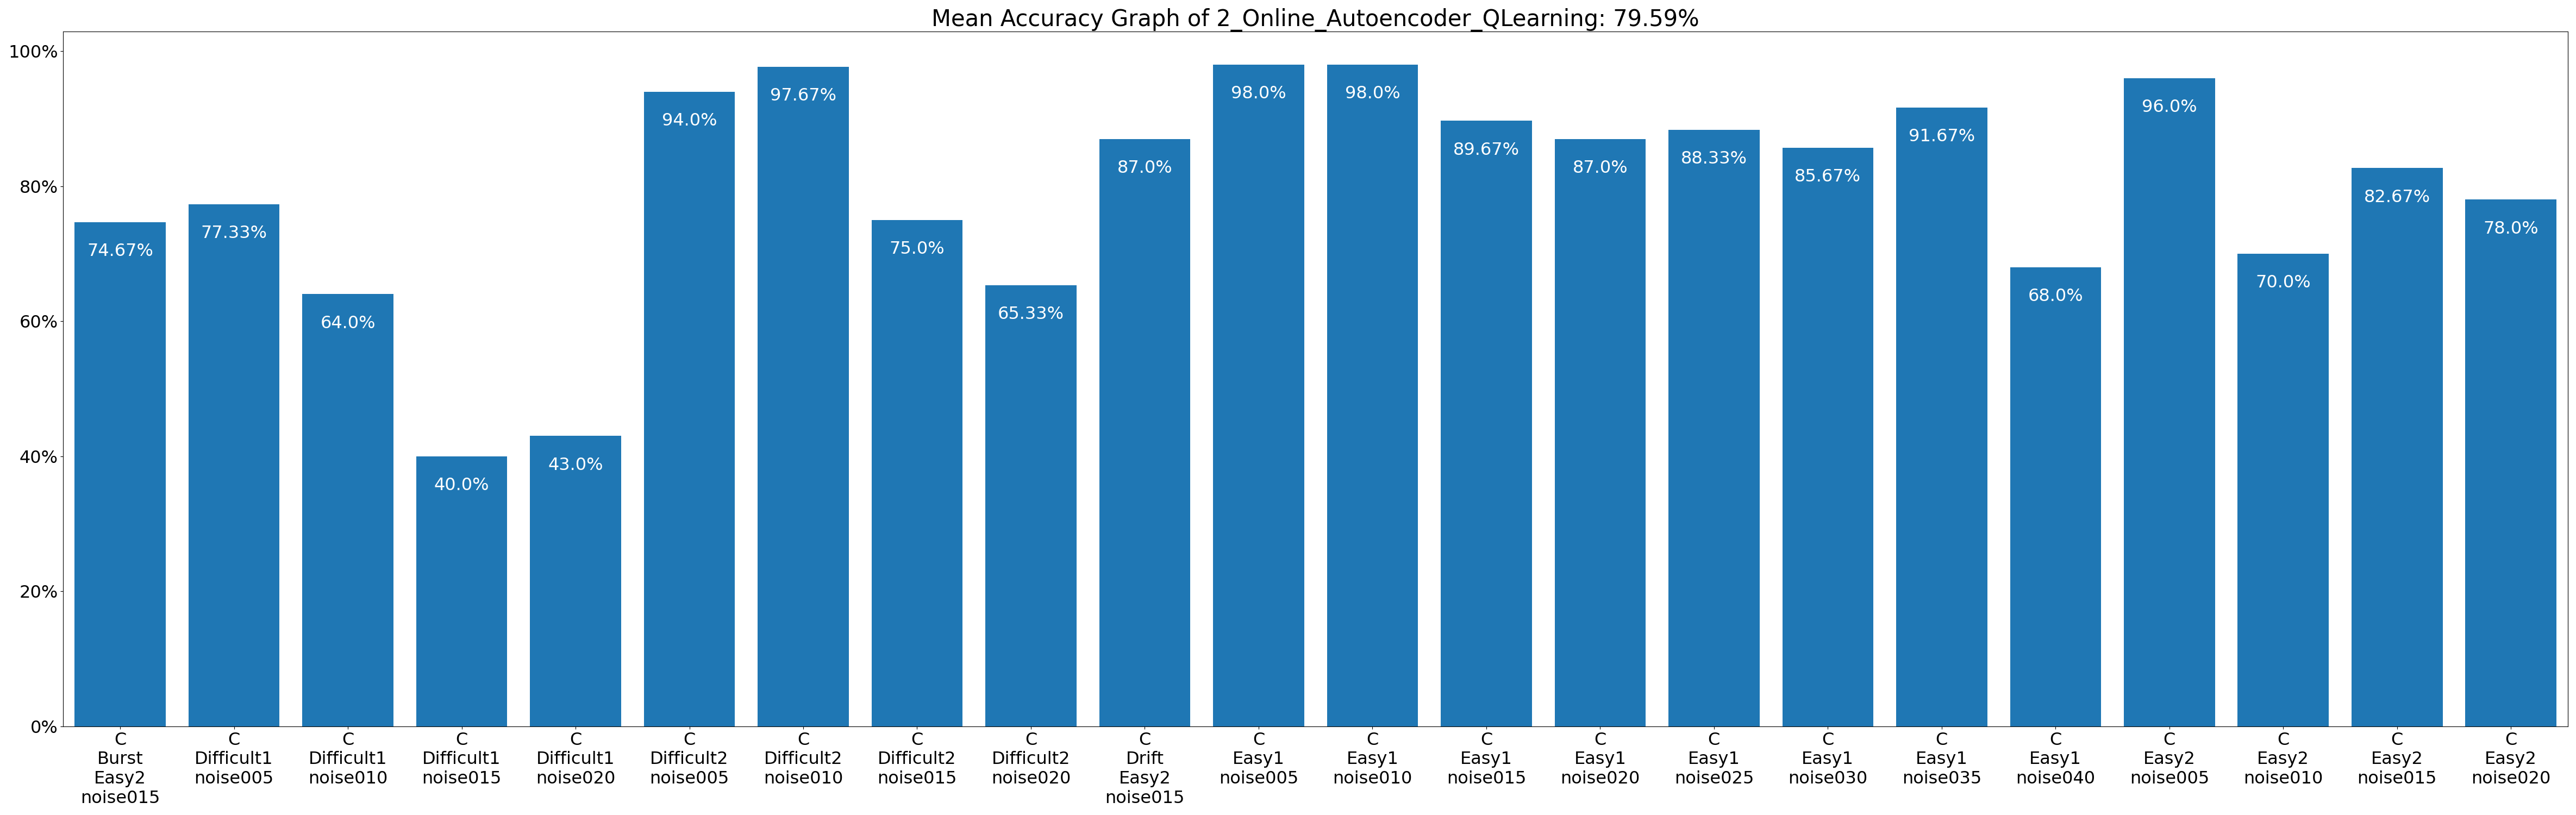 Mean Accuracy Graph of 2_Online_Autoencoder_QLearning: 79.59%
100%
80%
60%
40%
20%
0%
74.67%
77.33%
64.0%
40.0%
43.0%
94.0%
97.67%
75.0%
65.33%
87.0%
98.0%
98.0%
89.67%
87.0%
88.33%
85.67%
91.67%
68.0%
96.0%
70.0%
82.67%
78.0%
C
Burst
Easy2
noise015
C
Difficult1
noise005
C
Difficult1
noise010
C
Difficult1
noise015
C
Difficult1
noise020
C
Difficult2
noise005
C
Difficult2
noise010
C
Difficult2
noise015
C
Difficult2
noise020
C
Drift
Easy2
noise015
C
Easy1
noise005
C
Easy1
noise010
C
Easy1
noise015
C
Easy1
noise020
C
Easy1
noise025
C
Easy1
noise030
C
Easy1
noise035
C
Easy1
noise040
C
Easy2
noise005
C
Easy2
noise010
C
Easy2
noise015
C
Easy2
noise020